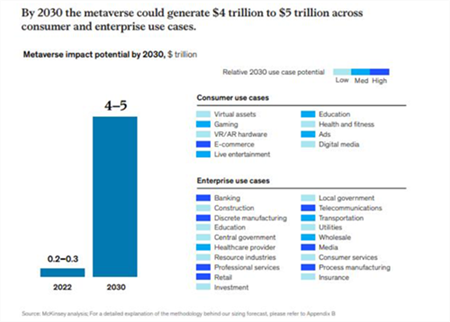 By 2030 the metaverse could generate $4 trillion to $5 trillion across
consumer and enterprise use cases.
Metaverse impact potential by 2030, $ trillion
Relative 2030 use case potential
Low Med High
4–5
0.2–0.3
2022 2030
Consumer use cases
Virtual assets
Gaming
VR/AR hardware
E-commerce
Live entertainment
Education
Health and fitness
Ads
Digital media
Enterprise use cases
Banking
Construction
Discrete manufacturing
Education
Central government
Healthcare provider
Resource industries
Professional services
Retail
Investment
Local government
Telecommunications
Transportation
Utilities
Wholesale
Media
Consumer services
Process manufacturing
Insurance
Source: McKinsey analysis; For a detailed explanation of the methodology behind our sizing forecast, please refer to Appendix B